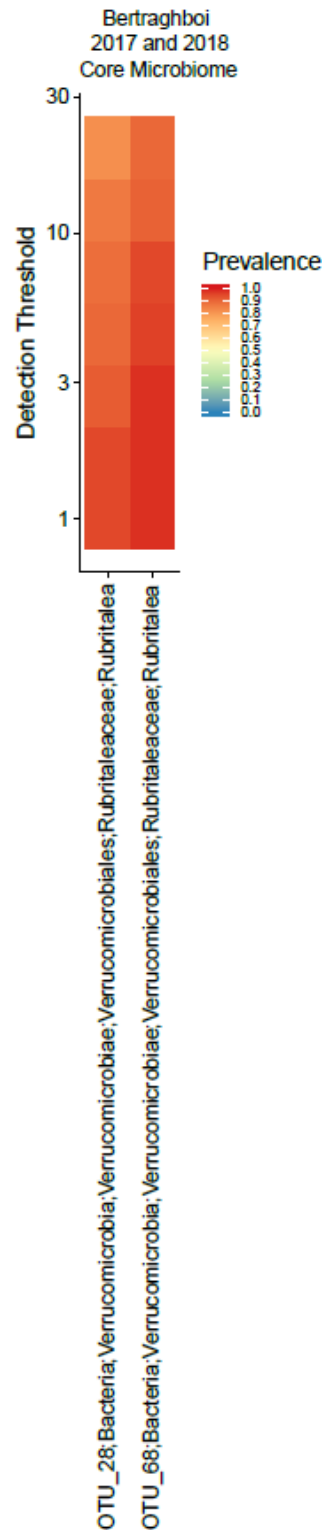 Bertraghboi
2017 and 2018
Core Microbiome
30
10
3
1
Detection Threshold
Prevalence
1.0
0.9
0.8
0.7
0.6
0.5
0.4
0.3
0.2
0.1
0.0
OTU_28;Bacteria;Verrucomicrobia;Verrucomicrobiae;Verrucomicrobiales;Rubritaleaceae;Rubritalea
OTU_68;Bacteria;Verrucomicrobia;Verrucomicrobiae;Verrucomicrobiales;Rubritaleaceae;Rubritalea